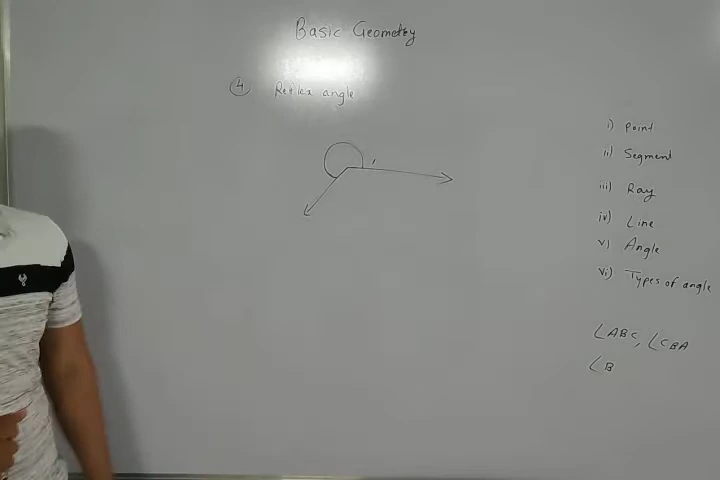 Basic Geometry
4 Reflex angle
i) Point
ii) Segment
iii) Ray
iv) Line
v) Angle
vi) Types of angle
∠ABC, ∠CBA
∠B